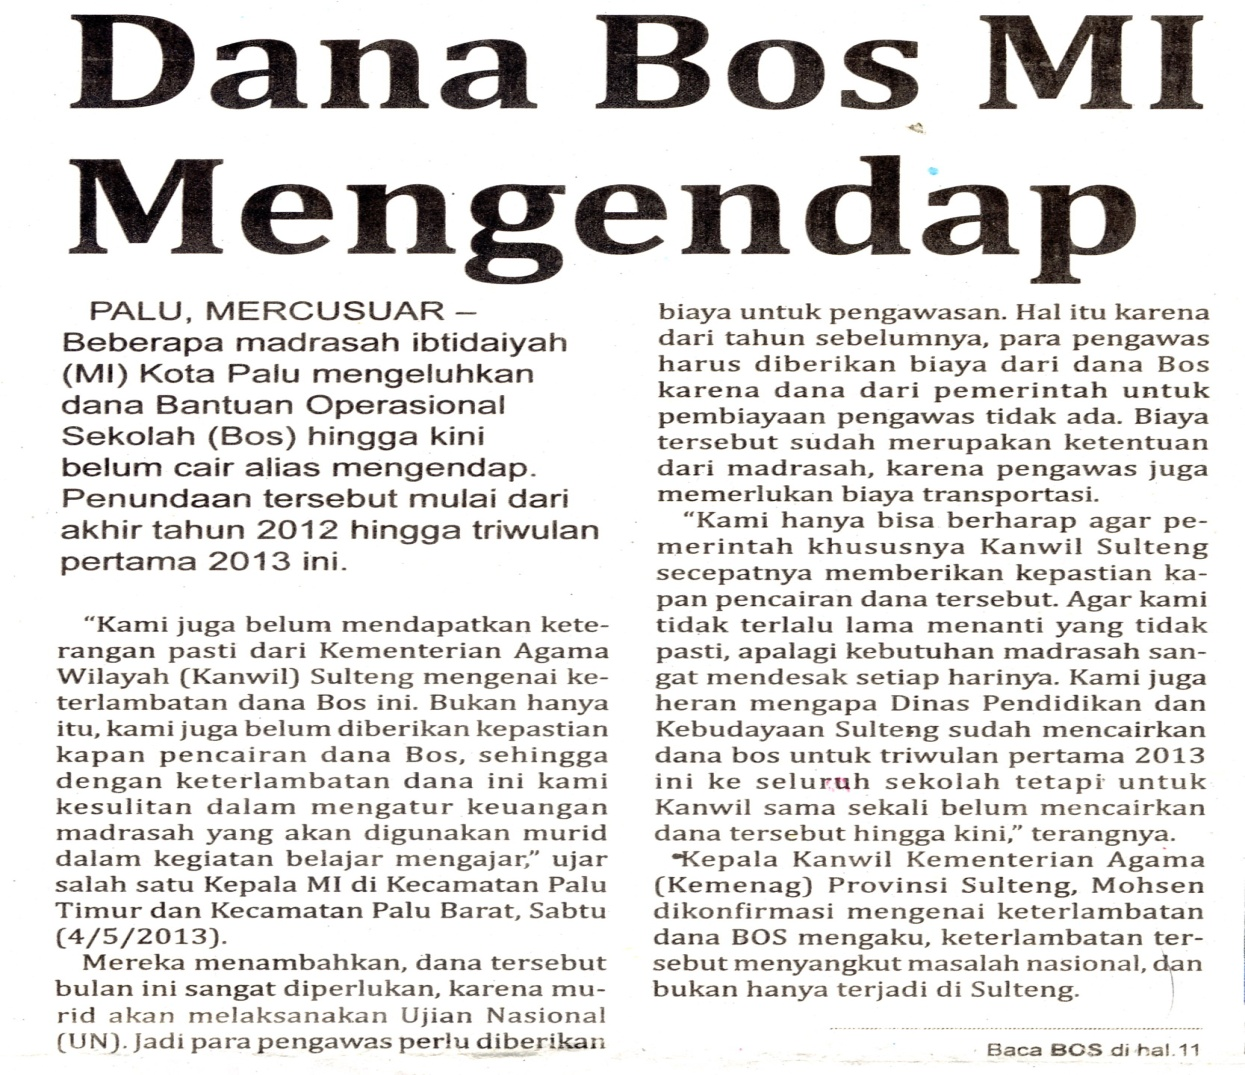 Dana Bos MI
Mengendap
PALU, MERCUSUAR –
Beberapa madrasah ibtidaiyah
(MI) Kota Palu mengeluhkan
dana Bantuan Operasional
Sekolah (Bos) hingga kini
belum cair alias mengendap.
Penundaan tersebut mulai dari
akhir tahun 2012 hingga triwulan
pertama 2013 ini.
“Kami juga belum mendapatkan kete-
rangan pasti dari Kementerian Agama
Wilayah (Kanwil) Sulteng mengenai ke-
terlambatan dana Bos ini. Bukan hanya
itu, kami juga belum diberikan kepastian
kapan pencairan dana Bos, sehingga
dengan keterlambatan dana ini kami
kesulitan dalam mengatur keuangan
madrasah yang akan digunakan murid
dalam kegiatan belajar mengajar,” ujar
salah satu Kepala MI di Kecamatan Palu
Timur dan Kecamatan Palu Barat, Sabtu
(4/5/2013).
Mereka menambahkan, dana tersebut
bulan ini sangat diperlukan, karena mu-
rid akan melaksanakan Ujian Nasional
(UN). Jadi para pengawas perlu diberikan
biaya untuk pengawasan. Hal itu karena
dari tahun sebelumnya, para pengawas
harus diberikan biaya dari dana Bos
karena dana dari pemerintah untuk
pembiayaan pengawas tidak ada. Biaya
tersebut sudah merupakan ketentuan
dari madrasah, karena pengawas juga
memerlukan biaya transportasi.
“Kami hanya bisa berharap agar pe-
merintah khususnya Kanwil Sulteng
secepatnya memberikan kepastian ka-
pan pencairan dana tersebut. Agar kami
tidak terlalu lama menanti yang tidak
pasti, apalagi kebutuhan madrasah san-
gat mendesak setiap harinya. Kami juga
heran mengapa Dinas Pendidikan dan
Kebudayaan Sulteng sudah mencairkan
dana bos untuk triwulan pertama 2013
ini ke seluruh sekolah tetapi untuk
Kanwil sama sekali belum mencairkan
dana tersebut hingga kini,” terangnya.
Kepala Kanwil Kementerian Agama
(Kemenag) Provinsi Sulteng, Mohsen
dikonfirmasi mengenai keterlambatan
dana BOS mengaku, keterlambatan ter-
sebut menyangkut masalah nasional, dan
bukan hanya terjadi di Sulteng.
Baca BOS di hal.11